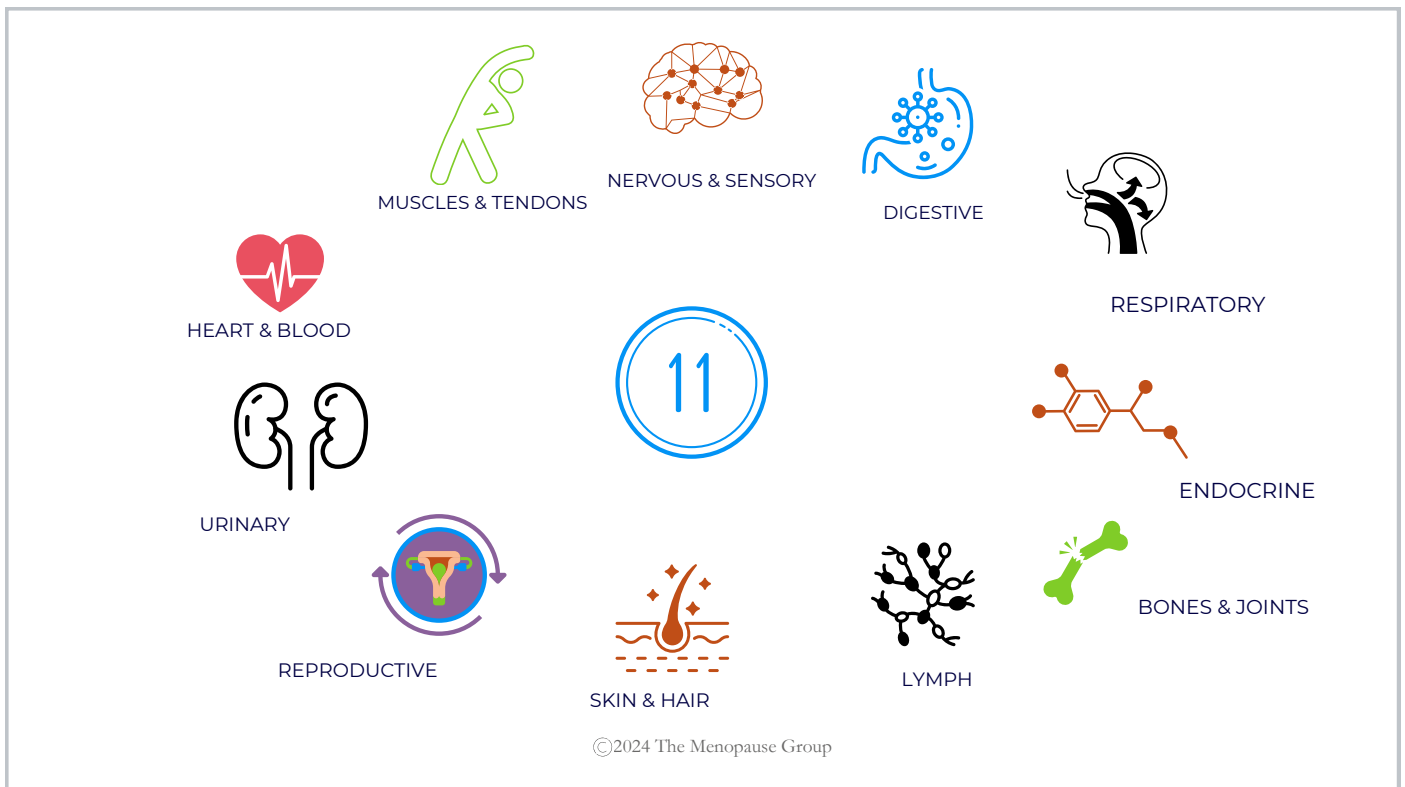 MUSCLES & TENDONS
NERVOUS & SENSORY
DIGESTIVE
RESPIRATORY
HEART & BLOOD
11
ENDOCRINE
URINARY
BONES & JOINTS
REPRODUCTIVE
SKIN & HAIR
LYMPH
©2024 The Menopause Group